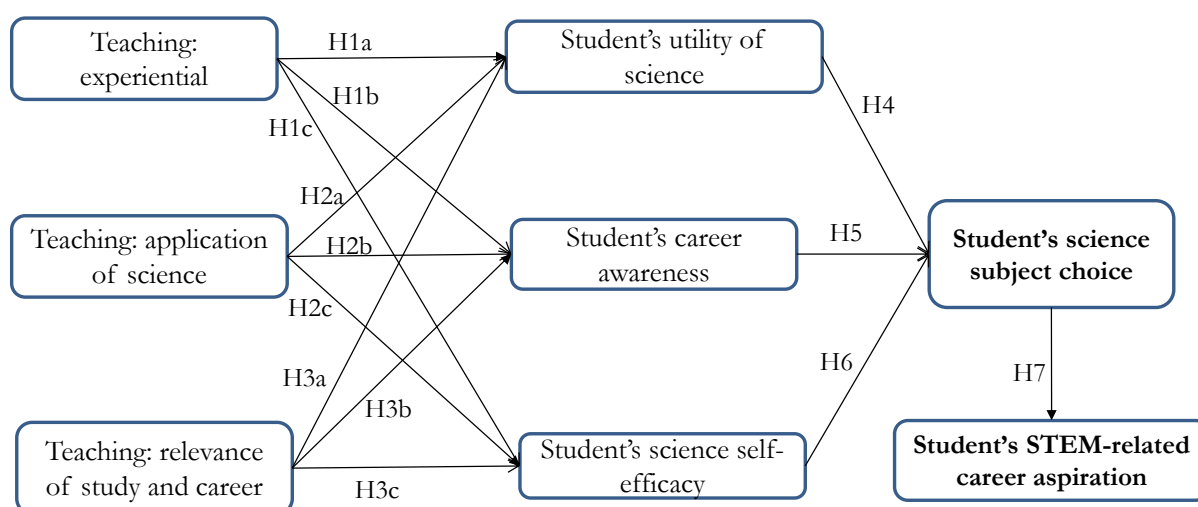 Teaching:
experiential
H1a
Student's utility of
science
H1b
H1c
H4
H2a
Teaching: application
of science
H2b
Student's career
awareness
H5
Student's science
subject choice
H2c
H3a
H3b
H6
H7
Teaching: relevance
of study and career
H3c
Student's science self-
efficacy
Student's STEM-related
career aspiration